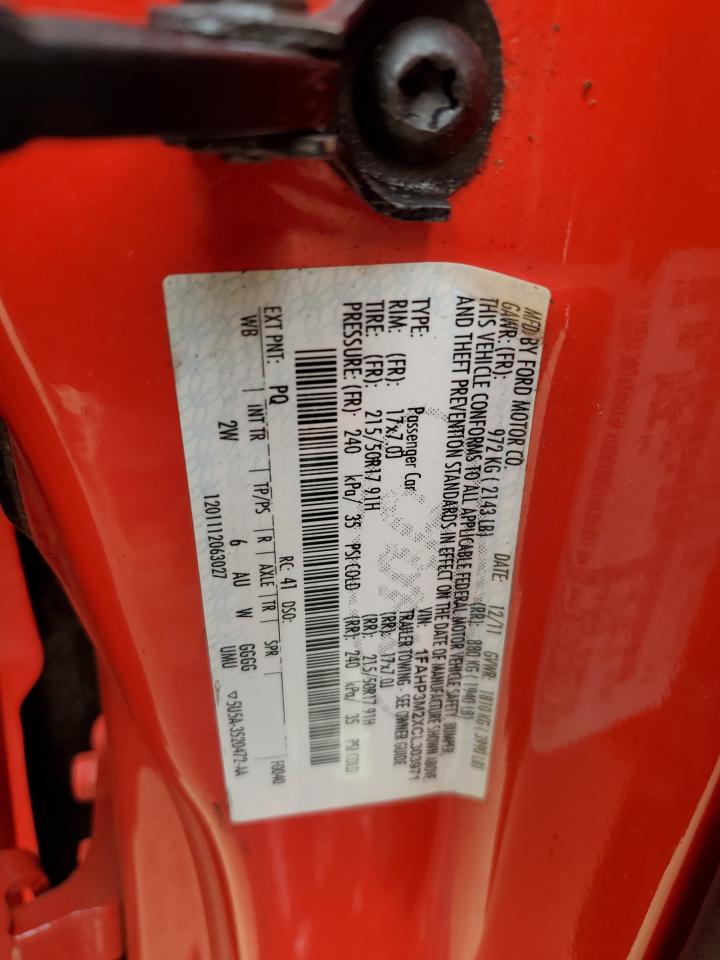 MFD. BY FORD MOTOR CO.
DATE: 12/11 GVWR: 1810 KG ( 3990 LB)
GAWR: (FR): 972 KG ( 2143 LB) (RR): 880 KG ( 1940 LB)
THIS VEHICLE CONFORMS TO ALL APPLICABLE FEDERAL MOTOR VEHICLE SAFETY, BUMPER
AND THEFT PREVENTION STANDARDS IN EFFECT ON THE DATE OF MANUFACTURE SHOWN ABOVE.
VIN: 1FAHP3M2XCL303971
TYPE: Passenger Car TRAILER TOWING - SEE OWNER GUIDE
RIM: (FR): 17x7.0J (RR): 17x7.0J
TIRE: (FR): 215/50R17 91H (RR): 215/50R17 91H
PRESSURE: (FR): 240 kPa/ 35 PSI COLD (RR): 240 kPa/ 35 PSI COLD
EXT PNT: PQ RC: 41 DSO: F0040
WB INT TR TP/PS R AXLE TR SPR
2W 6 AU W GGGG
1201112063027 UMU ▽5U5A-3520472-AA